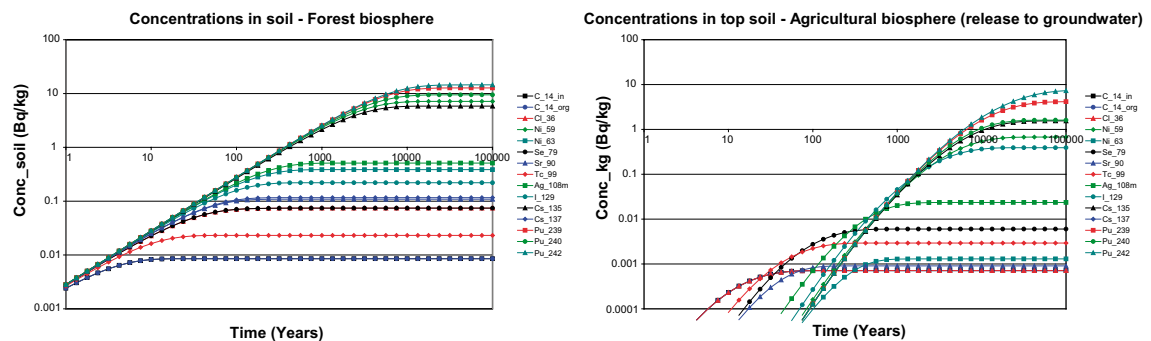 Concentrations in soil - Forest biosphere
Conc_soil (Bq/kg)
100
10
1
0.1
0.01
0.001
1
10
100
1000
10000
100000
Time (Years)
C_14_in
C_14_org
Cl_36
Ni_59
Ni_63
Se_79
Sr_90
Tc_99
Ag_108m
I_129
Cs_135
Cs_137
Pu_239
Pu_240
Pu_242
Concentrations in top soil - Agricultural biosphere (release to groundwater)
Conc_kg (Bq/kg)
100
10
1
0.1
0.01
0.001
0.0001
1
10
100
1000
10000
100000
Time (Years)
C_14_in
C_14_org
Cl_36
Ni_59
Ni_63
Se_79
Sr_90
Tc_99
Ag_108m
I_129
Cs_135
Cs_137
Pu_239
Pu_240
Pu_242